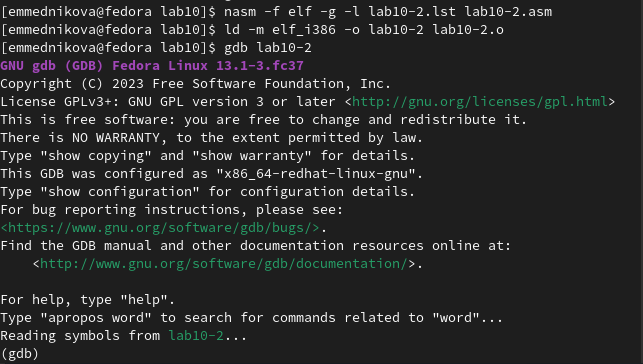 [emmednikova@fedora lab10]$ nasm -f elf -g -l lab10-2.lst lab10-2.asm
[emmednikova@fedora lab10]$ ld -m elf_i386 -o lab10-2 lab10-2.o
[emmednikova@fedora lab10]$ gdb lab10-2
GNU gdb (GDB) Fedora Linux 13.1-3.fc37
Copyright (C) 2023 Free Software Foundation, Inc.
License GPLv3+: GNU GPL version 3 or later <http://gnu.org/licenses/gpl.html>
This is free software: you are free to change and redistribute it.
There is NO WARRANTY, to the extent permitted by law.
Type "show copying" and "show warranty" for details.
This GDB was configured as "x86_64-redhat-linux-gnu".
Type "show configuration" for configuration details.
For bug reporting instructions, please see:
<https://www.gnu.org/software/gdb/bugs/>.
Find the GDB manual and other documentation resources online at:
    <http://www.gnu.org/software/gdb/documentation/>.

For help, type "help".
Type "apropos word" to search for commands related to "word"...
Reading symbols from lab10-2...
(gdb)